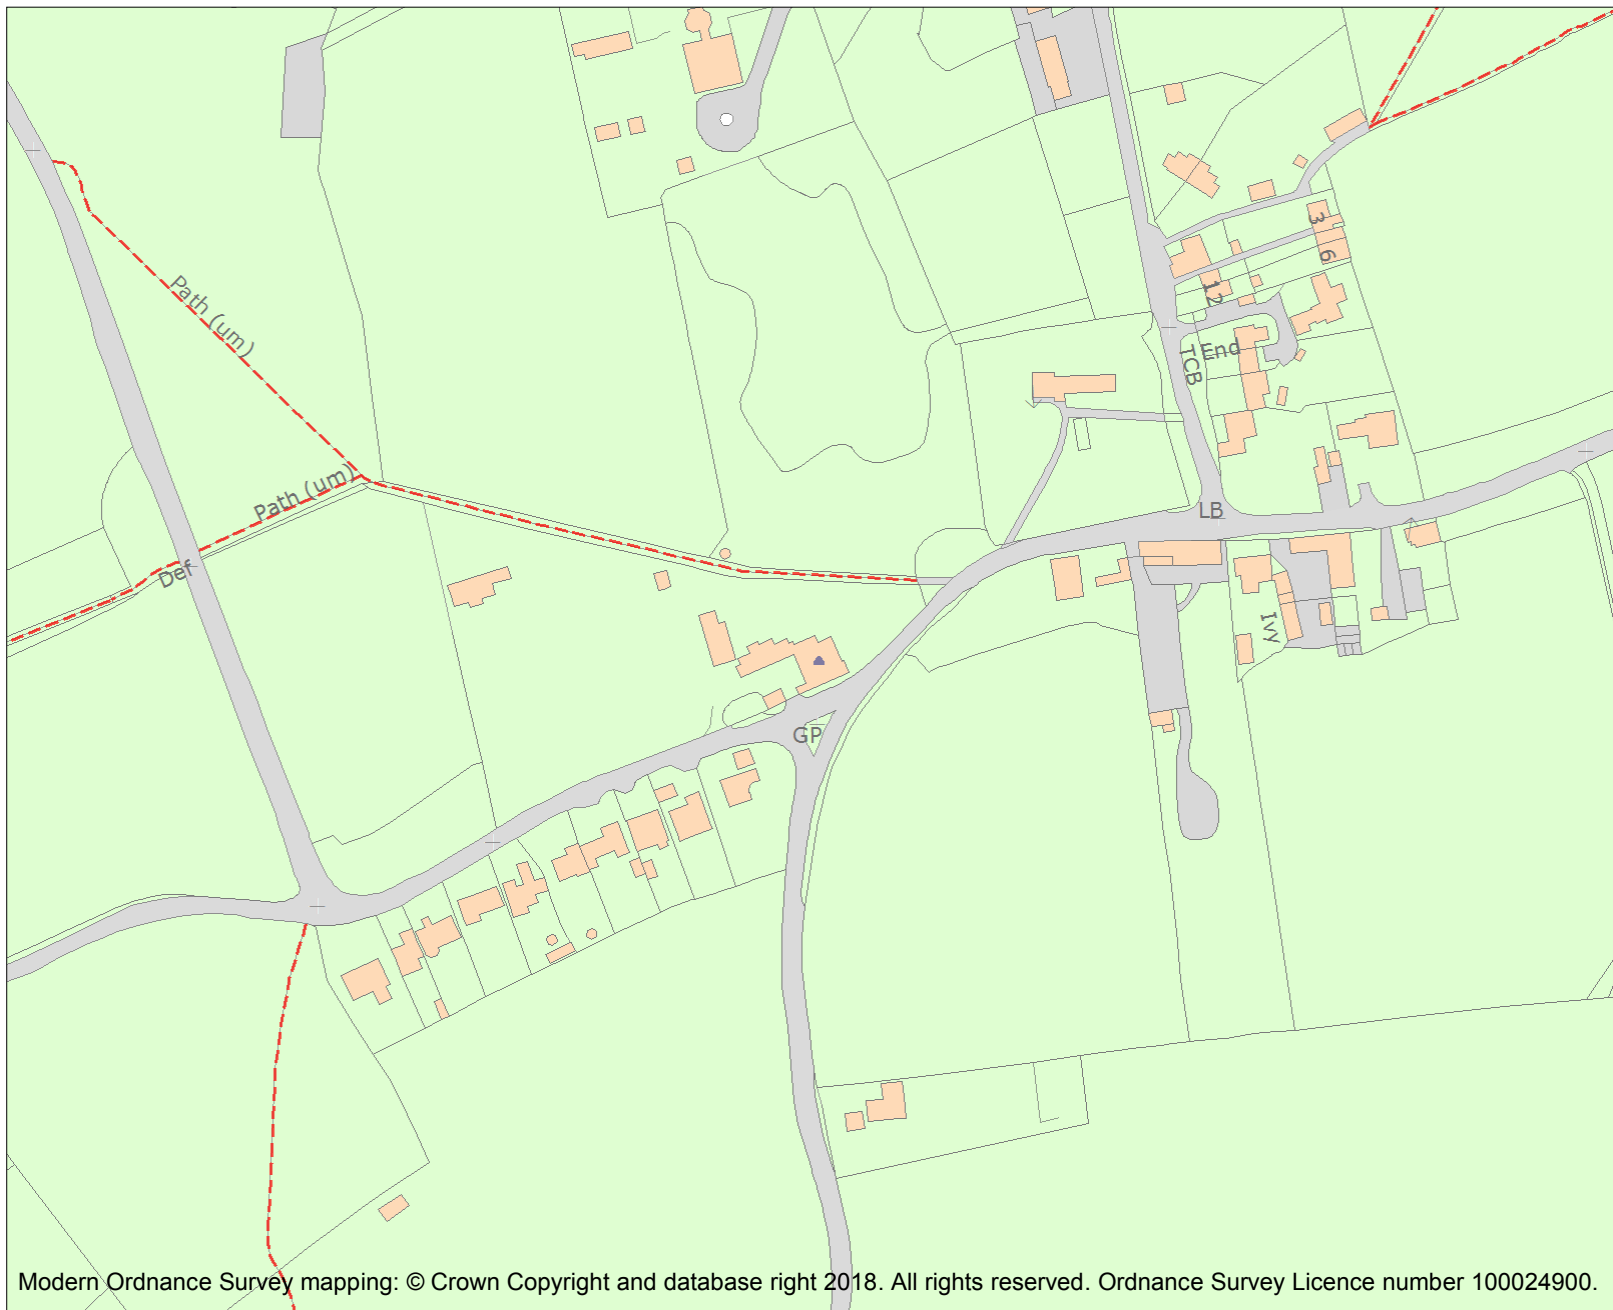 3
6
Path (um)
12
End
TCB
Path (um)
LB
Def
Ivy
GP
Modern Ordnance Survey mapping: © Crown Copyright and database right 2018. All rights reserved. Ordnance Survey Licence number 100024900.